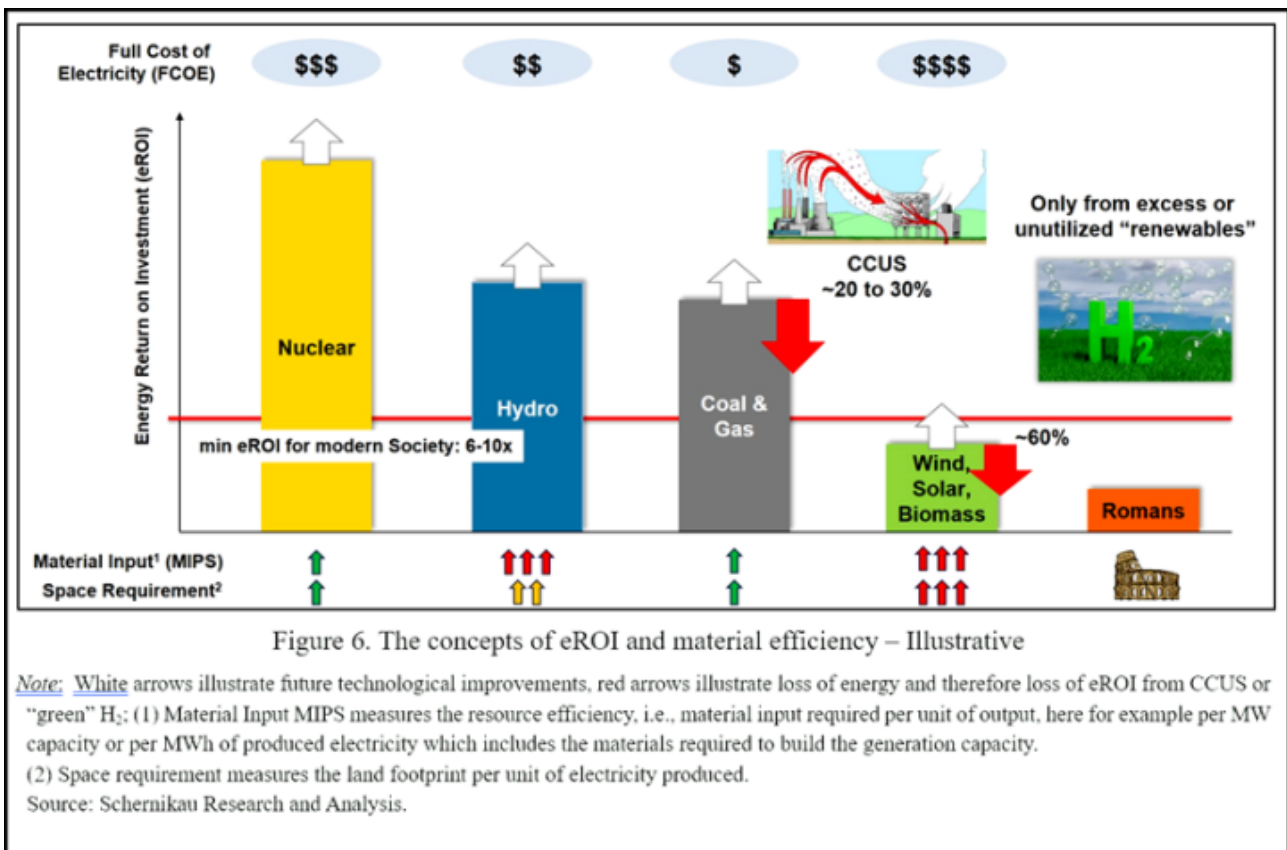 Full Cost of
Electricity (FCOE)
$$$
$$
$
$$$$
Energy Return on Investment (eROI)
Only from excess or
unutilized “renewables”
CCUS
~20 to 30%
H2
Nuclear
Hydro
Coal &
Gas
min eROI for modern Society: 6-10x
~60%
Wind,
Solar,
Biomass
Romans
Material Input¹ (MIPS)
Space Requirement²
Figure 6. The concepts of eROI and material efficiency – Illustrative
Note: White arrows illustrate future technological improvements, red arrows illustrate loss of energy and therefore loss of eROI from CCUS or
“green” H₂; (1) Material Input MIPS measures the resource efficiency, i.e., material input required per unit of output, here for example per MW
capacity or per MWh of produced electricity which includes the materials required to build the generation capacity.
(2) Space requirement measures the land footprint per unit of electricity produced.
Source: Schernikau Research and Analysis.